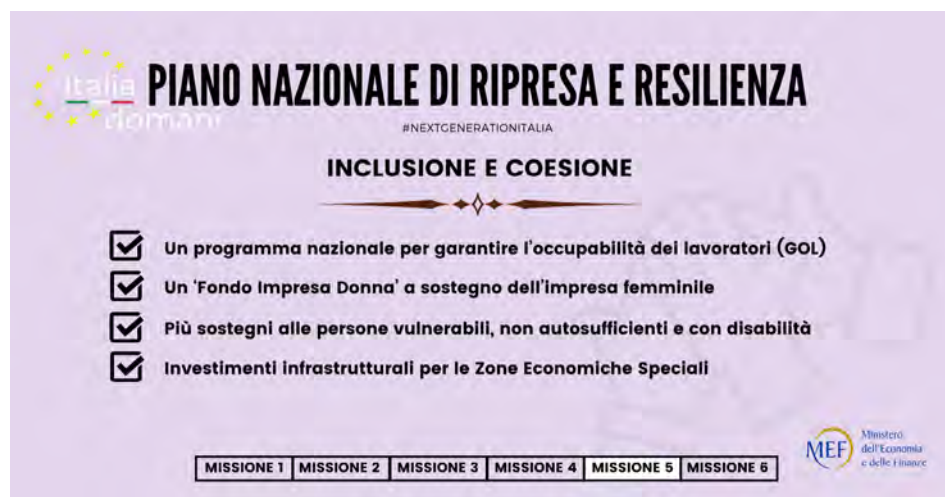 Italia
domani
PIANO NAZIONALE DI RIPRESA E RESILIENZA
#NEXTGENERATIONITALIA
INCLUSIONE E COESIONE
Un programma nazionale per garantire l'occupabilità dei lavoratori (GOL)
Un 'Fondo Impresa Donna' a sostegno dell'impresa femminile
Più sostegni alle persone vulnerabili, non autosufficienti e con disabilità
Investimenti infrastrutturali per le Zone Economiche Speciali
MISSIONE 1 MISSIONE 2 MISSIONE 3 MISSIONE 4 MISSIONE 5 MISSIONE 6
MEF
Ministero
dell'Economia
e delle Finanze